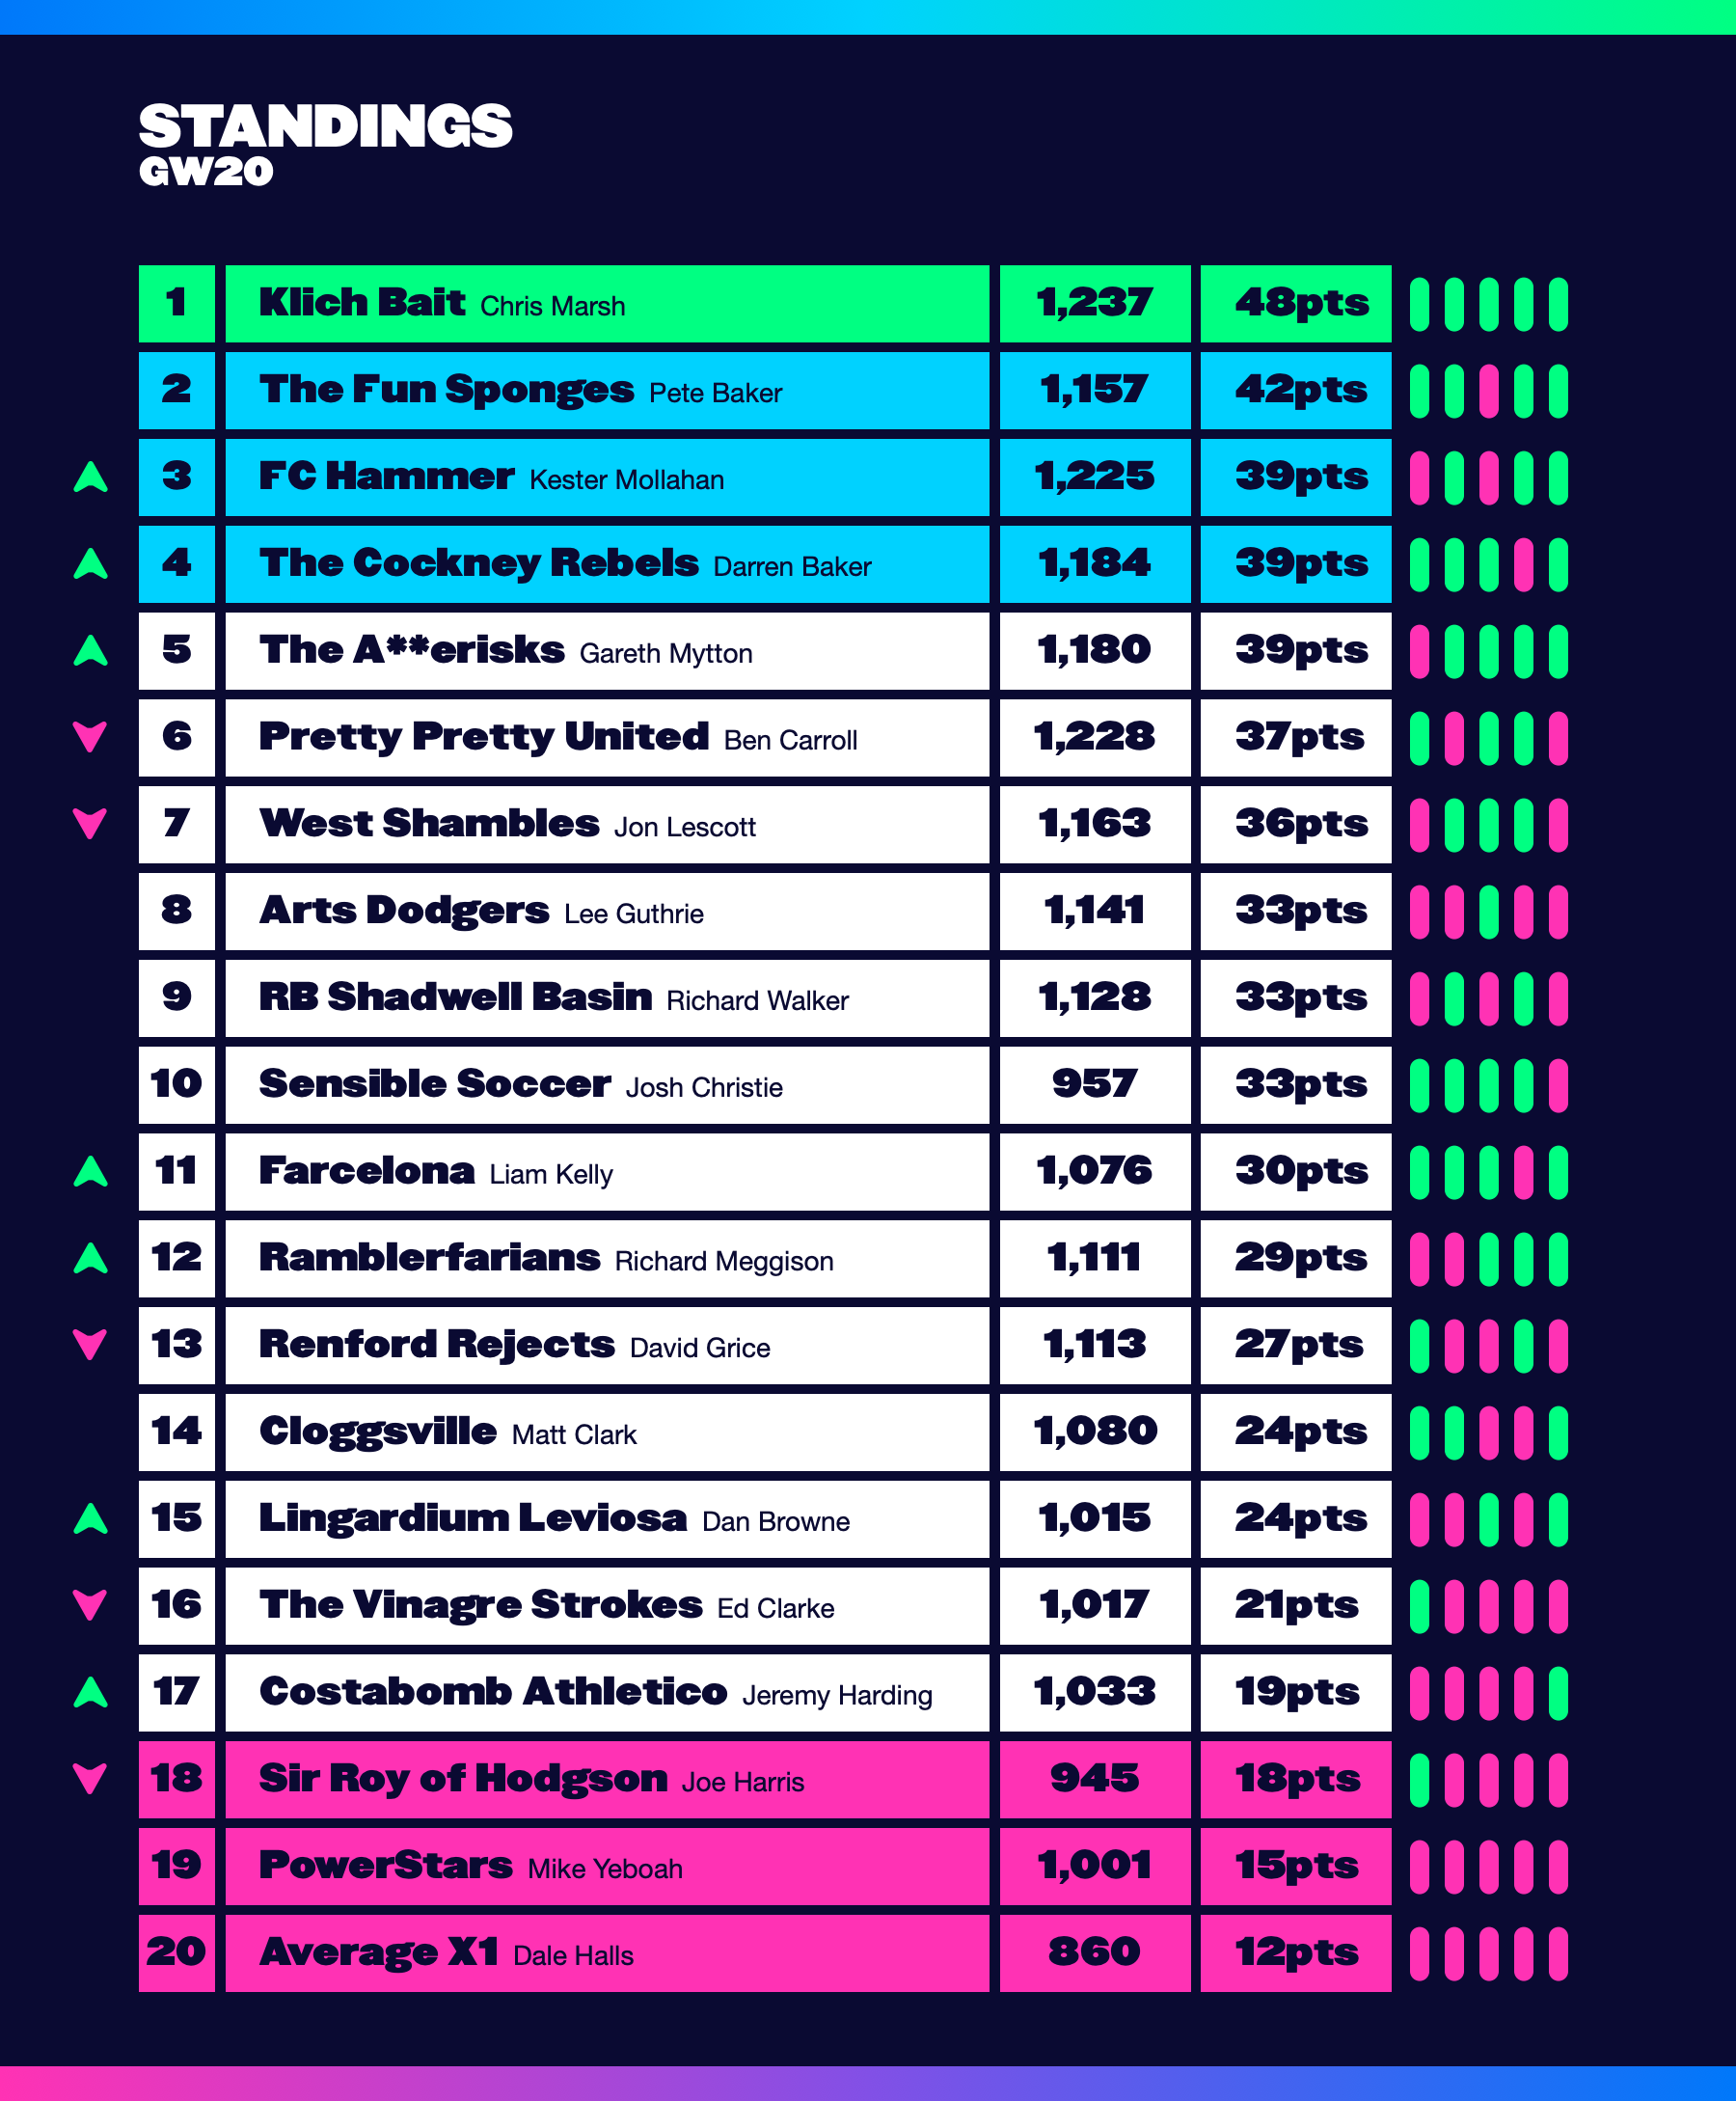 STANDINGS
GW20
1 Klich Bait Chris Marsh 1,237 48pts
2 The Fun Sponges Pete Baker 1,157 42pts
3 FC Hammer Kester Mollahan 1,225 39pts
4 The Cockney Rebels Darren Baker 1,184 39pts
5 The A**erisks Gareth Mytton 1,180 39pts
6 Pretty Pretty United Ben Carroll 1,228 37pts
7 West Shambles Jon Lescott 1,163 36pts
8 Arts Dodgers Lee Guthrie 1,141 33pts
9 RB Shadwell Basin Richard Walker 1,128 33pts
10 Sensible Soccer Josh Christie 957 33pts
11 Farcelona Liam Kelly 1,076 30pts
12 Ramblerfarians Richard Meggison 1,111 29pts
13 Renford Rejects David Grice 1,113 27pts
14 Cloggsville Matt Clark 1,080 24pts
15 Lingardium Leviosa Dan Browne 1,015 24pts
16 The Vinagre Strokes Ed Clarke 1,017 21pts
17 Costabomb Athletico Jeremy Harding 1,033 19pts
18 Sir Roy of Hodgson Joe Harris 945 18pts
19 PowerStars Mike Yeboah 1,001 15pts
20 Average X1 Dale Halls 860 12pts